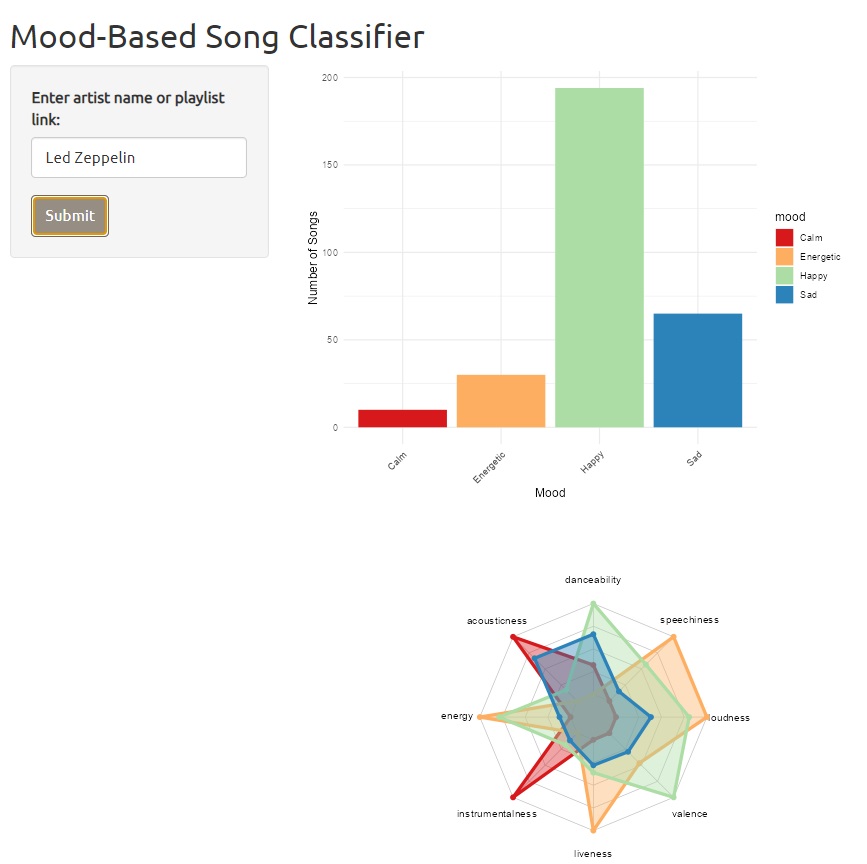 Mood-Based Song Classifier
Enter artist name or playlist
link:
Led Zeppelin
Submit
200
150
100
50
0
Number of Songs
Calm
Energetic
Happy
Sad
Mood
mood
Calm
Energetic
Happy
Sad
danceability
acousticness
speechiness
energy
loudness
instrumentalness
valence
liveness